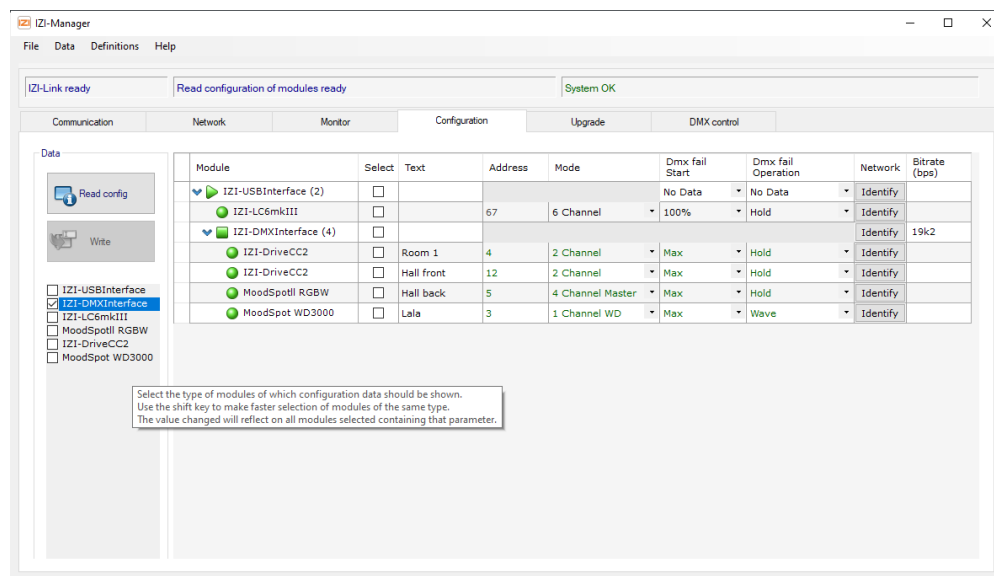 IZI IZI-Manager
File Data Definitions Help
IZI-Link ready Read configuration of modules ready System OK
Communication Network Monitor Configuration Upgrade DMX control
Data
Read config
Write
IZI-USBInterface
IZI-DMXInterface
IZI-LC6mkIII
MoodSpotII RGBW
IZI-DriveCC2
MoodSpot WD3000
Module Select Text Address Mode Dmx fail Start Dmx fail Operation Network Bitrate (bps)
IZI-USBInterface (2) No Data No Data Identify
IZI-LC6mkIII 67 6 Channel 100% Hold Identify
IZI-DMXInterface (4) Identify 19k2
IZI-DriveCC2 Room 1 4 2 Channel Max Hold Identify
IZI-DriveCC2 Hall front 12 2 Channel Max Hold Identify
MoodSpotII RGBW Hall back 5 4 Channel Master Max Hold Identify
MoodSpot WD3000 Lala 3 1 Channel WD Max Wave Identify
Select the type of modules of which configuration data should be shown.
Use the shift key to make faster selection of modules of the same type.
The value changed will reflect on all modules selected containing that parameter.